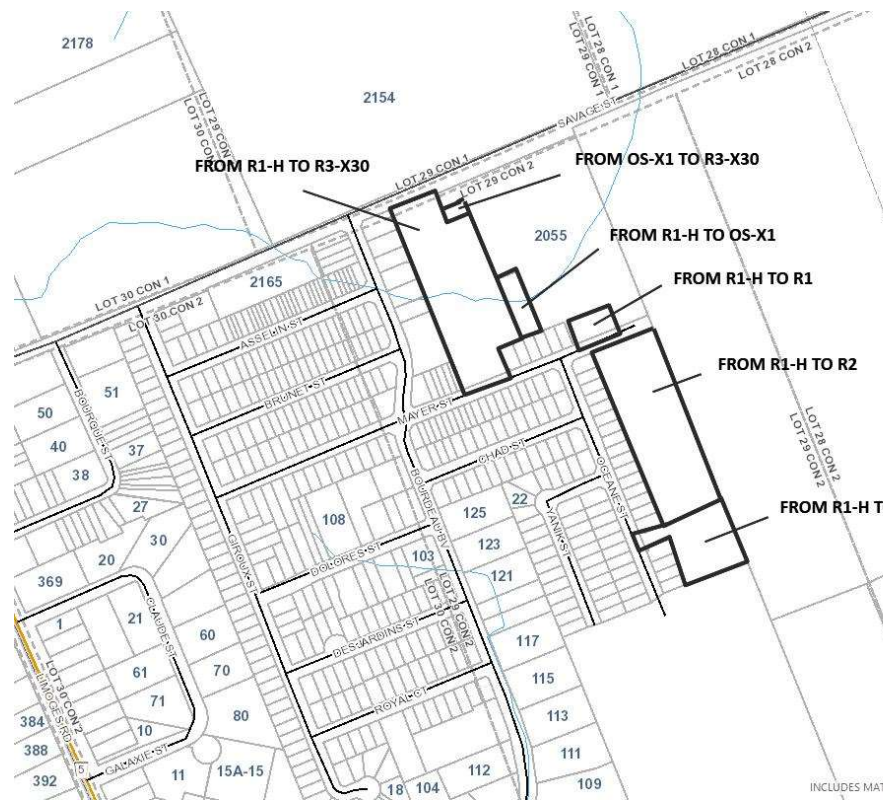 2178
2154
LOT 28 CON 1
LOT 29 CON 1
LOT 28 CON 1
LOT 28 CON 2
SAVAGE ST
LOT 29 CON 1
LOT 30 CON
FROM R1-H TO R3-X30
LOT 29 CON 1
LOT 29 CON 2
FROM OS-X1 TO R3-X30
2055
FROM R1-H TO OS-X1
FROM R1-H TO R1
LOT 30 CON 1
LOT 30 CON 2
2165
ASSELIN ST
BRUNET ST
MAYER ST
CHAD ST
FROM R1-H TO R2
LOT 28 CON 2
LOT 29 CON 2
FROM R1-H T
BOURQUE ST
51
50
40
38
37
27
30
20
369
1
21
CLAUDE ST
60
61
70
71
80
10
GIROUX ST
108
DOLORES ST
103
BOURDEAU BV
125
22
123
121
YANIK ST
OCEANE ST
LOT 29 CON 2
LOT 30 CON 2
DESJARDINS ST
ROYAL CT
117
115
113
111
109
LOT 30 CON 2
LIMOGES RD
384
388
392
5
GALAXIE ST
11
15A-15
18
104
112
INCLUDES MAT